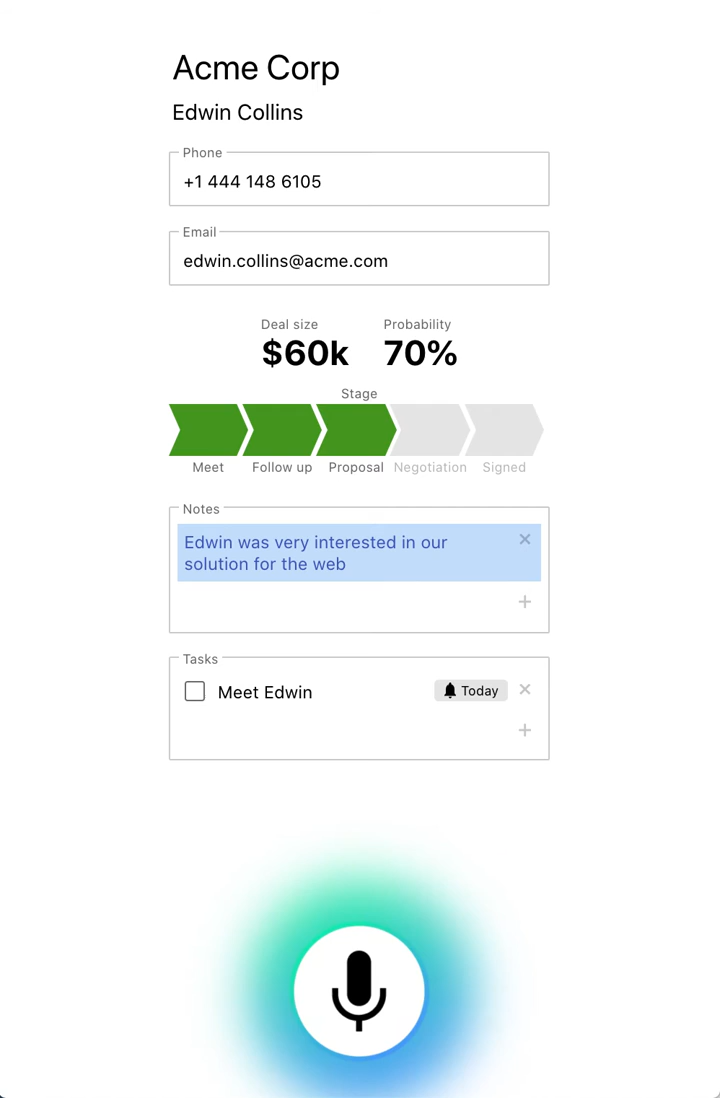 Acme Corp
Edwin Collins
Phone
+1 444 148 6105
Email
edwin.collins@acme.com
Deal size Probability
$60k 70%
Stage
Meet Follow up Proposal Negotiation Signed
Notes
Edwin was very interested in our
solution for the web
Tasks
Meet Edwin Today